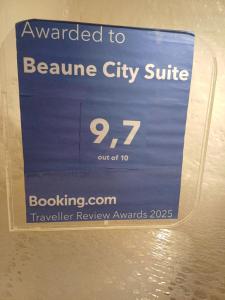 Awarded to
Beaune City Suite
9,7
out of 10
Booking.com
Traveller Review Awards 2025